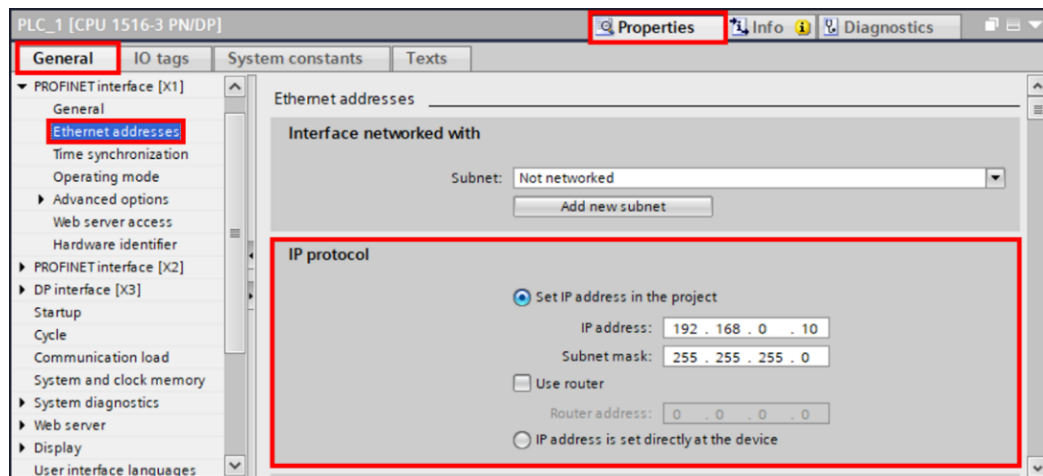 PLC_1 [CPU 1516-3 PN/DP]
Properties
Info
Diagnostics
General
IO tags
System constants
Texts
PROFINET interface [X1]
General
Ethernet addresses
Time synchronization
Operating mode
Advanced options
Web server access
Hardware identifier
PROFINET interface [X2]
DP interface [X3]
Startup
Cycle
Communication load
System and clock memory
System diagnostics
Web server
Display
User interface languages
Ethernet addresses
Interface networked with
Subnet: Not networked
Add new subnet
IP protocol
Set IP address in the project
IP address: 192 . 168 . 0 . 10
Subnet mask: 255 . 255 . 255 . 0
Use router
Router address: 0 . 0 . 0 . 0
IP address is set directly at the device